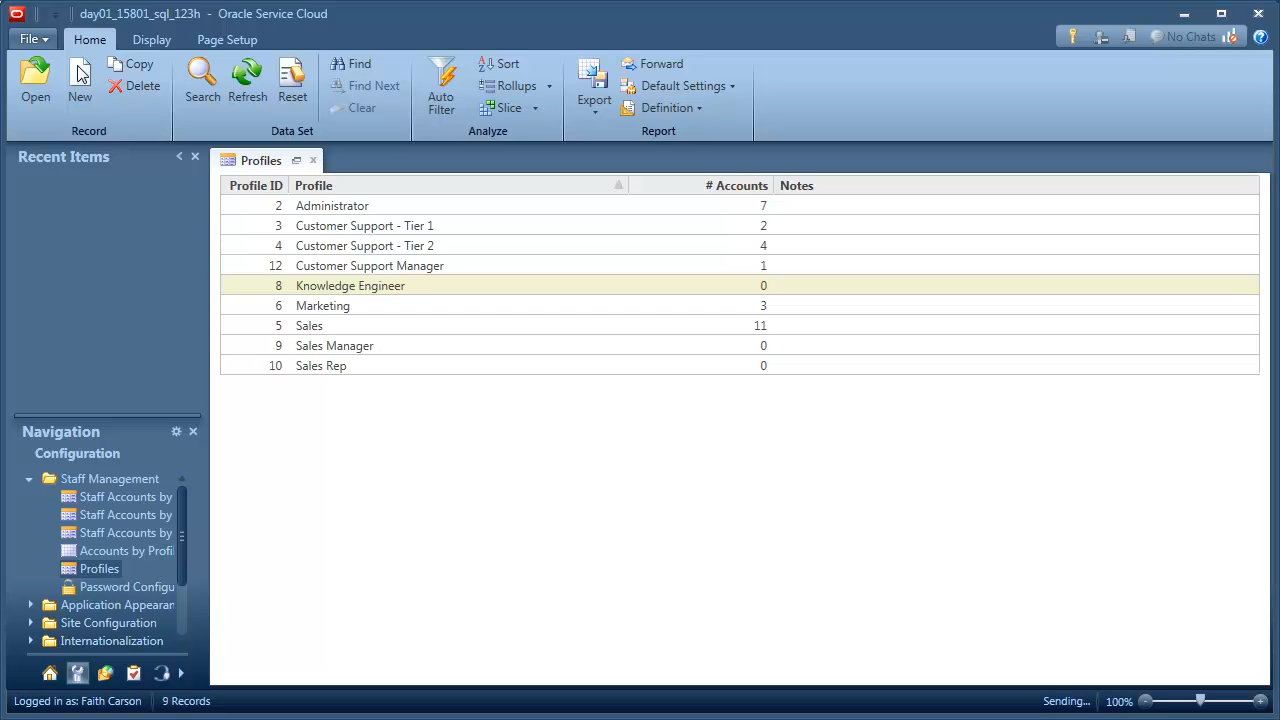 day01_15801_sql_123h - Oracle Service Cloud
File Home Display Page Setup No Chats
Open New Copy Delete
Record
Search Refresh Reset Find Find Next Clear
Data Set
Auto Filter Sort Rollups Slice
Analyze
Export Forward Default Settings Definition
Report
Recent Items
Profiles
Profile ID Profile # Accounts Notes
2 Administrator 7
3 Customer Support - Tier 1 2
4 Customer Support - Tier 2 4
12 Customer Support Manager 1
8 Knowledge Engineer 0
6 Marketing 3
5 Sales 11
9 Sales Manager 0
10 Sales Rep 0
Navigation
Configuration
Staff Management
Staff Accounts by
Staff Accounts by
Staff Accounts by
Accounts by Profi
Profiles
Password Configu
Application Appearan
Site Configuration
Internationalization
Logged in as: Faith Carson 9 Records Sending... 100%